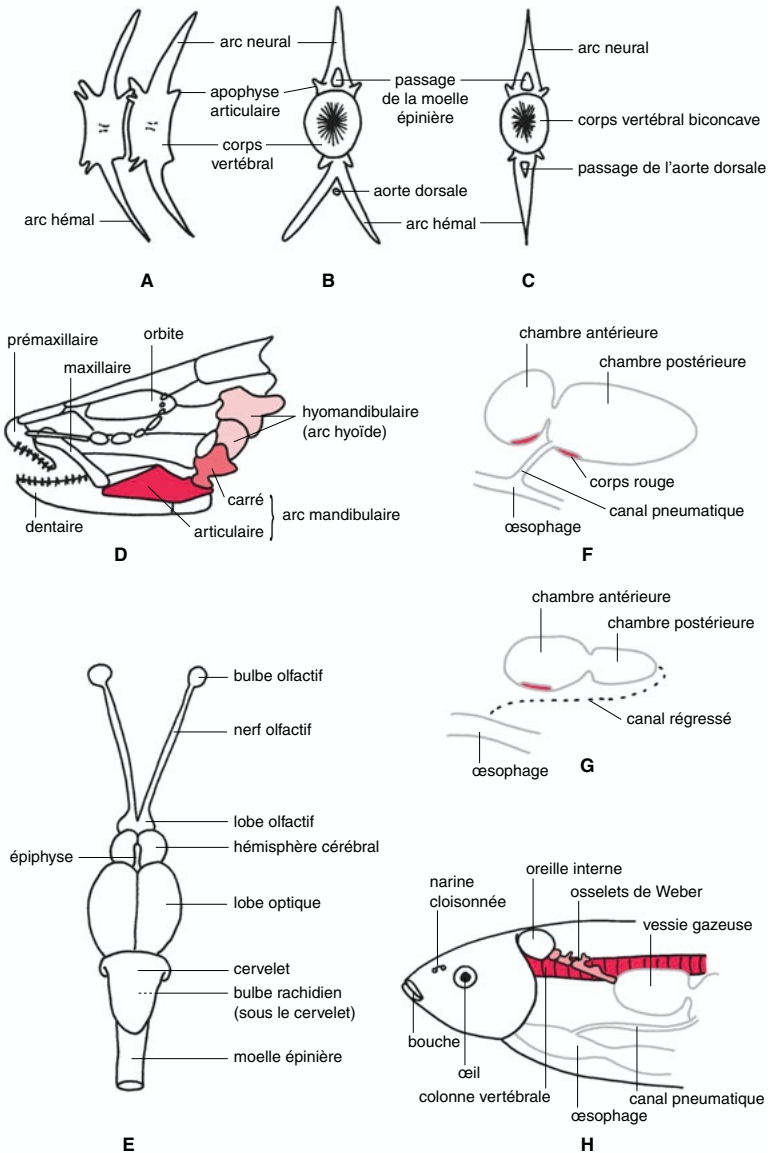 arc neural
apophyse
articulaire
corps
vertébral
arc hémal
A
passage
de la moelle
épinière
aorte dorsale
arc hémal
B
arc neural
corps vertébral biconcave
passage de l'aorte dorsale
C
prémaxillaire
maxillaire
orbite
hyomandibulaire
(arc hyoïde)
carré
articulaire
arc mandibulaire
dentaire
D
chambre antérieure
chambre postérieure
corps rouge
canal pneumatique
œsophage
F
chambre antérieure
chambre postérieure
canal régressé
œsophage
G
bulbe olfactif
nerf olfactif
lobe olfactif
hémisphère cérébral
épiphyse
lobe optique
cervelet
bulbe rachidien
(sous le cervelet)
moelle épinière
E
narine
cloisonnée
oreille interne
osselets de Weber
vessie gazeuse
bouche
œil
colonne vertébrale
canal pneumatique
œsophage
H